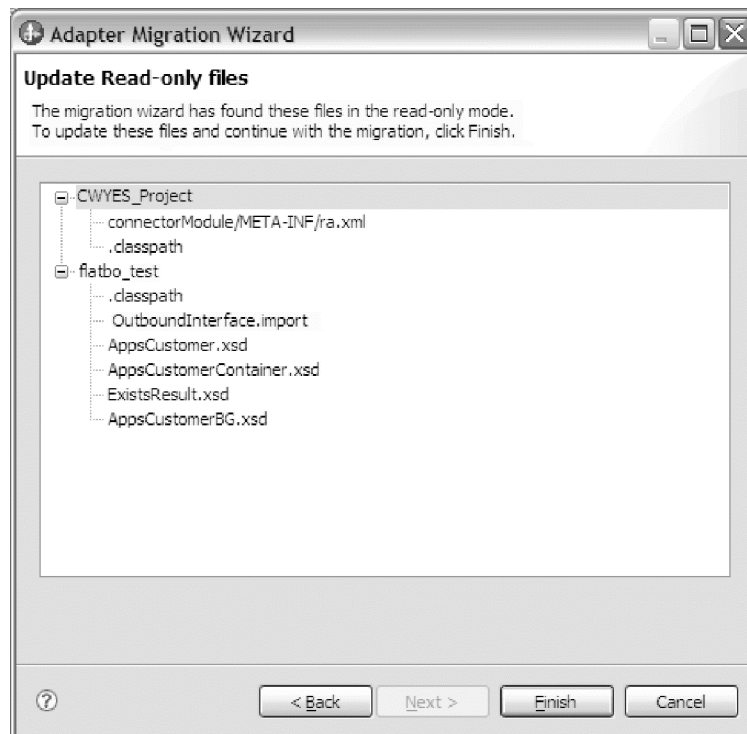 Adapter Migration Wizard
Update Read-only files
The migration wizard has found these files in the read-only mode.
To update these files and continue with the migration, click Finish.
CWYES_Project
connectorModule/META-INF/ra.xml
.classpath
flatbo_test
.classpath
OutboundInterface.import
AppsCustomer.xsd
AppsCustomerContainer.xsd
ExistsResult.xsd
AppsCustomerBG.xsd
? < Back Next > Finish Cancel